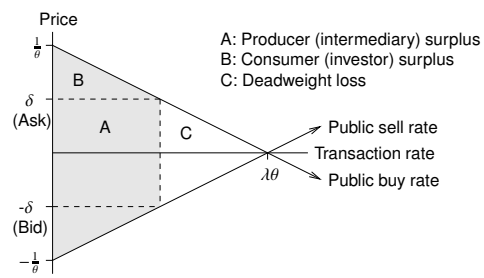 Price
1/θ
A: Producer (intermediary) surplus
B: Consumer (investor) surplus
C: Deadweight loss
B
δ
(Ask)
A
C
Public sell rate
Transaction rate
λθ
Public buy rate
-δ
(Bid)
−1/θ